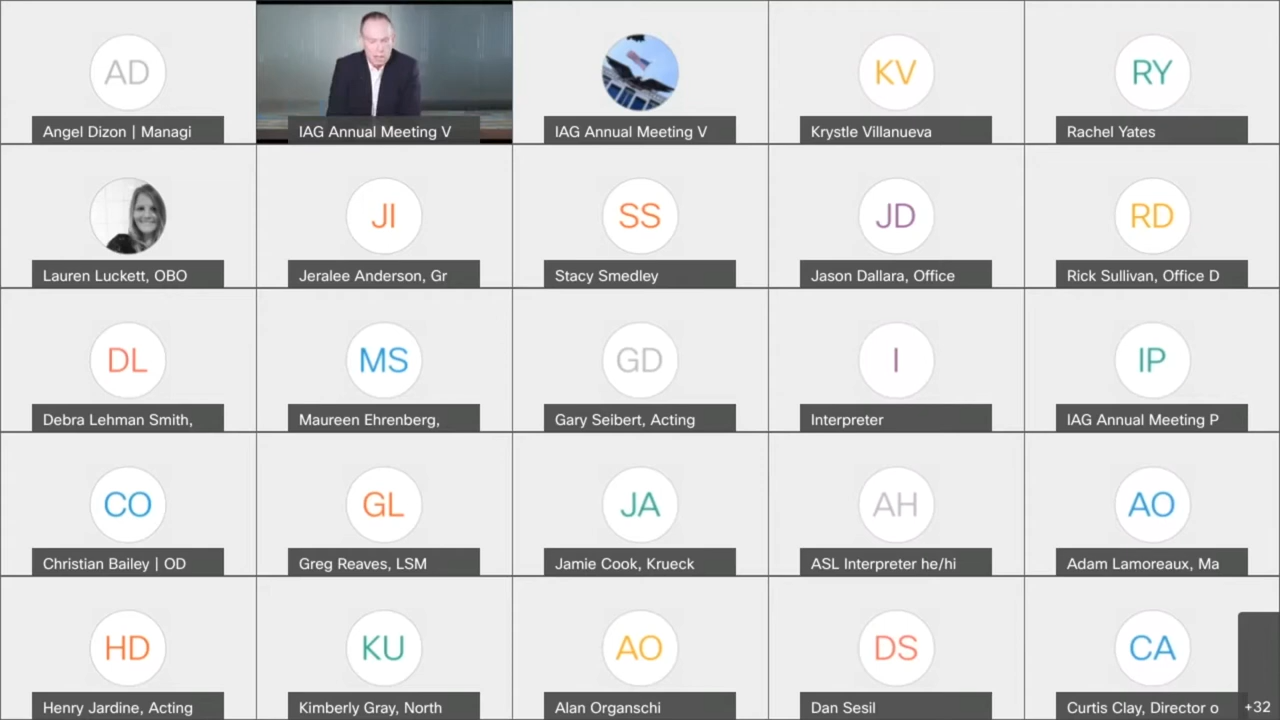 AD
Angel Dizon | Managi
IAG Annual Meeting V
IAG Annual Meeting V
KV
Krystle Villanueva
RY
Rachel Yates
Lauren Luckett, OBO
JI
Jeralee Anderson, Gr
SS
Stacy Smedley
JD
Jason Dallara, Office
RD
Rick Sullivan, Office D
DL
Debra Lehman Smith,
MS
Maureen Ehrenberg,
GD
Gary Seibert, Acting
I
Interpreter
IP
IAG Annual Meeting P
CO
Christian Bailey | OD
GL
Greg Reaves, LSM
JA
Jamie Cook, Krueck
AH
ASL Interpreter he/hi
AO
Adam Lamoreaux, Ma
HD
Henry Jardine, Acting
KU
Kimberly Gray, North
AO
Alan Organschi
DS
Dan Sesil
CA
Curtis Clay, Director o
+32